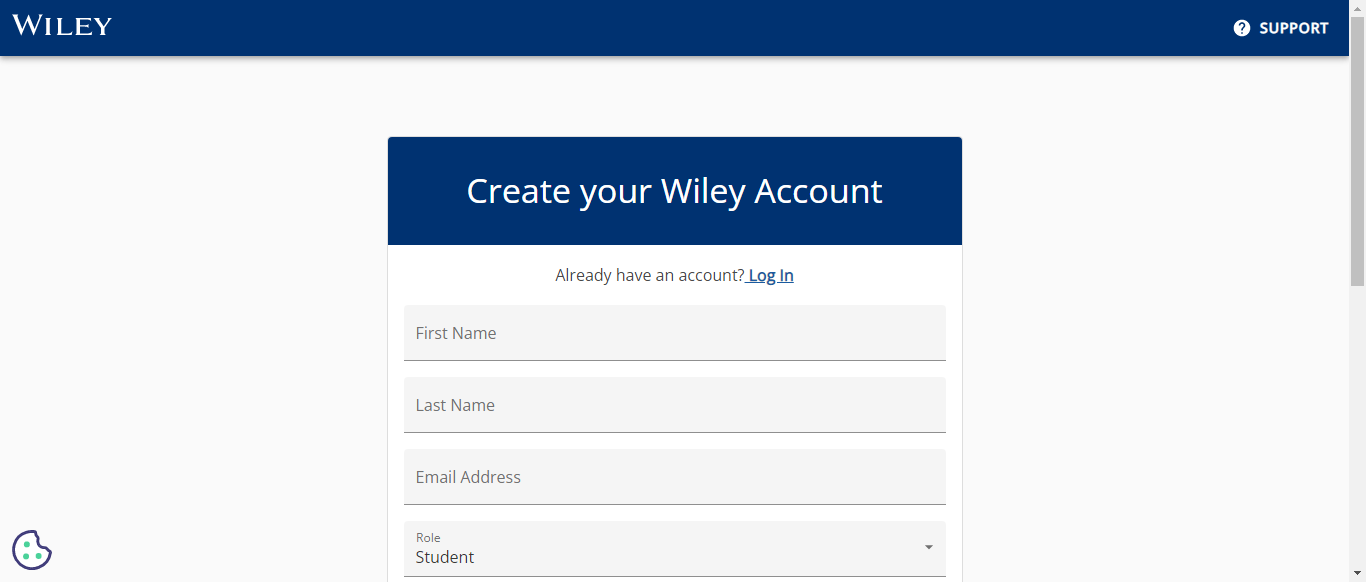 WILEY
SUPPORT
Create your Wiley Account
Already have an account? Log In
First Name
Last Name
Email Address
Role
Student